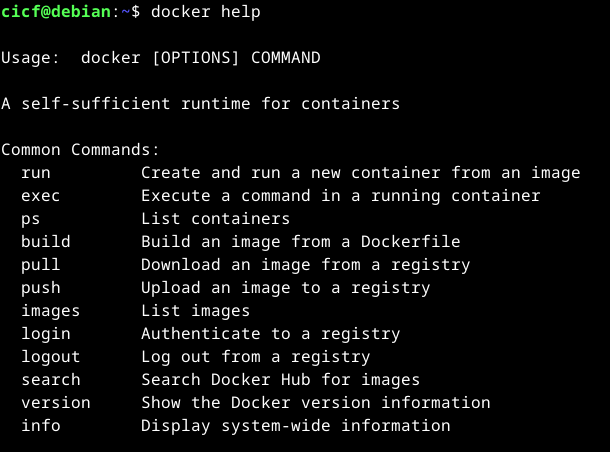 cicf@debian:~$ docker help
Usage:  docker [OPTIONS] COMMAND
A self-sufficient runtime for containers
Common Commands:
  run         Create and run a new container from an image
  exec        Execute a command in a running container
  ps          List containers
  build       Build an image from a Dockerfile
  pull        Download an image from a registry
  push        Upload an image to a registry
  images      List images
  login       Authenticate to a registry
  logout      Log out from a registry
  search      Search Docker Hub for images
  version     Show the Docker version information
  info        Display system-wide information